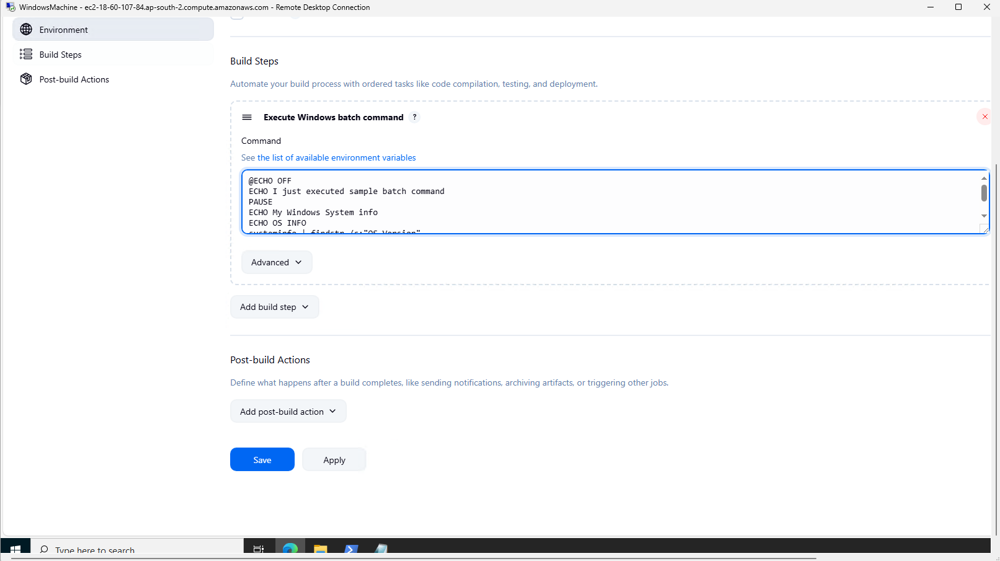 WindowsMachine - ec2-18-60-107-84.ap-south-2.compute.amazonaws.com - Remote Desktop Connection
Environment
Build Steps
Post-build Actions
Build Steps
Automate your build process with ordered tasks like code compilation, testing, and deployment.
Execute Windows batch command ?
Command
See the list of available environment variables
@ECHO OFF
ECHO I just executed sample batch command
PAUSE
ECHO My Windows System info
ECHO OS INFO
systeminfo | findstr /c:"OS Version"
Advanced
Add build step
Post-build Actions
Define what happens after a build completes, like sending notifications, archiving artifacts, or triggering other jobs.
Add post-build action
Save
Apply
Type here to search